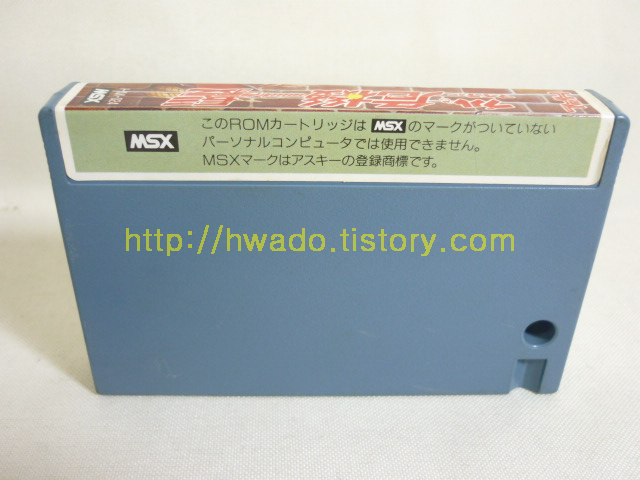 MSX
MSX
このROMカートリッジは MSX のマークがついていない
パーソナルコンピュータでは使用できません。
MSXマークはアスキーの登録商標です。
http://hwado.tistory.com